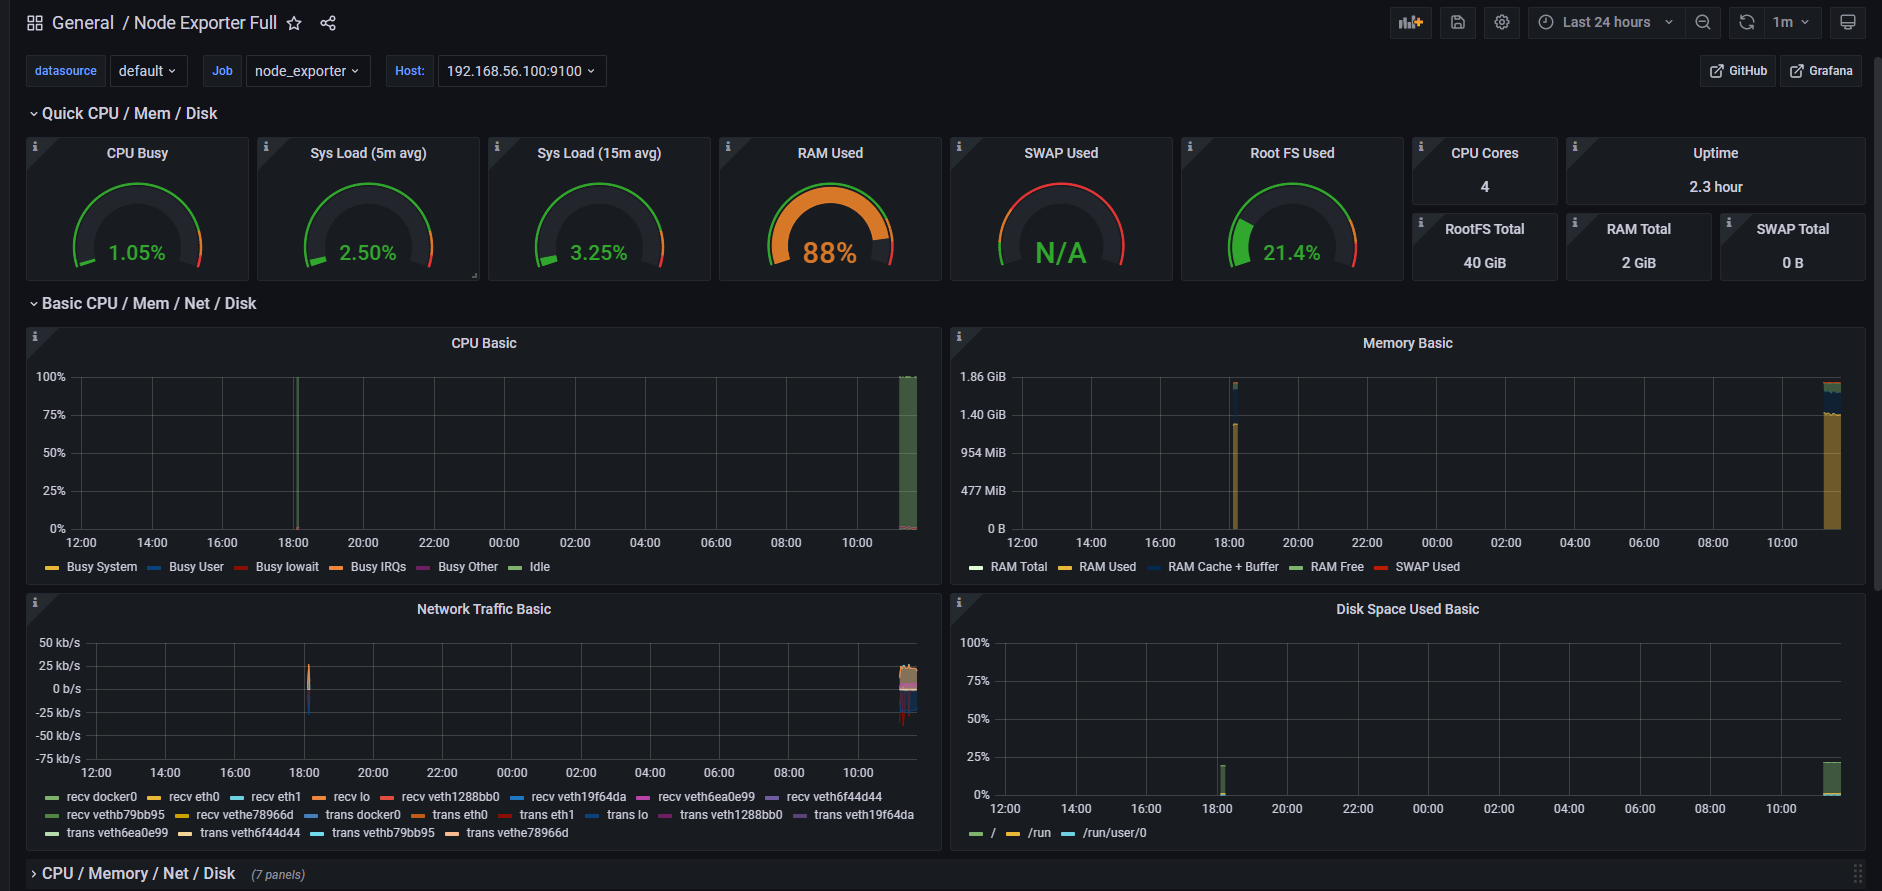 General / Node Exporter Full
Last 24 hours 1m
datasource default Job node_exporter Host: 192.168.56.100:9100 GitHub Grafana
Quick CPU / Mem / Disk
CPU Busy
1.05%
Sys Load (5m avg)
2.50%
Sys Load (15m avg)
3.25%
RAM Used
88%
SWAP Used
N/A
Root FS Used
21.4%
CPU Cores
4
Uptime
2.3 hour
RootFS Total
40 GiB
RAM Total
2 GiB
SWAP Total
0 B
Basic CPU / Mem / Net / Disk
CPU Basic
100%
75%
50%
25%
0%
12:00 14:00 16:00 18:00 20:00 22:00 00:00 02:00 04:00 06:00 08:00 10:00
Busy System Busy User Busy Iowait Busy IRQs Busy Other Idle
Memory Basic
1.86 GiB
1.40 GiB
954 MiB
477 MiB
0 B
12:00 14:00 16:00 18:00 20:00 22:00 00:00 02:00 04:00 06:00 08:00 10:00
RAM Total RAM Used RAM Cache + Buffer RAM Free SWAP Used
Network Traffic Basic
50 kb/s
25 kb/s
0 b/s
-25 kb/s
-50 kb/s
-75 kb/s
12:00 14:00 16:00 18:00 20:00 22:00 00:00 02:00 04:00 06:00 08:00 10:00
recv docker0 recv eth0 recv eth1 recv lo recv veth1288bb0 recv veth19f64da recv veth6ea0e99 recv veth6f44d44
recv vethb79bb95 recv vethe78966d trans docker0 trans eth0 trans eth1 trans lo trans veth1288bb0 trans veth19f64da
trans veth6ea0e99 trans veth6f44d44 trans vethb79bb95 trans vethe78966d
Disk Space Used Basic
100%
75%
50%
25%
0%
12:00 14:00 16:00 18:00 20:00 22:00 00:00 02:00 04:00 06:00 08:00 10:00
/ /run /run/user/0
CPU / Memory / Net / Disk (7 panels)